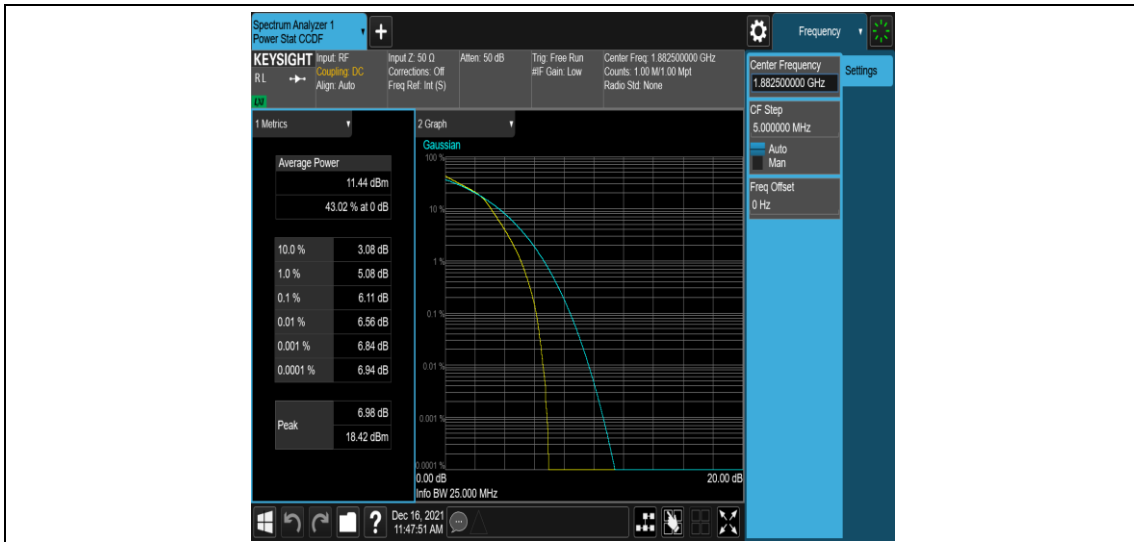 Spectrum Analyzer 1
Power Stat CCDF
+
Frequency
KEYSIGHT
RL
LXI
Input: RF
Coupling: DC
Align: Auto
Input Z: 50 Ω
Corrections: Off
Freq Ref: Int (S)
Atten: 50 dB
Trig: Free Run
#IF Gain: Low
Center Freq: 1.882500000 GHz
Counts: 1.00 M/1.00 Mpt
Radio Std: None
Center Frequency
1.882500000 GHz
Settings
CF Step
5.000000 MHz
Auto
Man
Freq Offset
0 Hz
1 Metrics
Average Power
11.44 dBm
43.02 % at 0 dB
10.0 % 3.08 dB
1.0 % 5.08 dB
0.1 % 6.11 dB
0.01 % 6.56 dB
0.001 % 6.84 dB
0.0001 % 6.94 dB
Peak
6.98 dB
18.42 dBm
2 Graph
Gaussian
100 %
10 %
1 %
0.1 %
0.01 %
0.001 %
0.0001 %
0.00 dB 20.00 dB
Info BW 25.000 MHz
?
Dec 16, 2021
11:47:51 AM